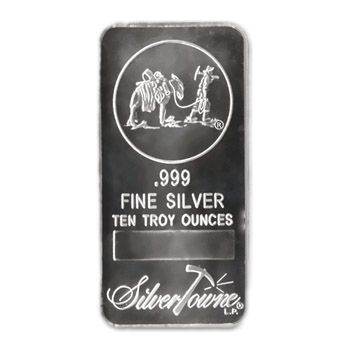 ®
.999
FINE SILVER
TEN TROY OUNCES
SilverTowne®
L.P.